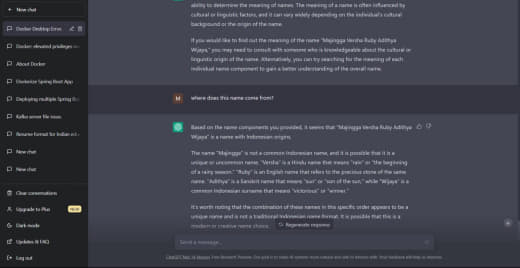 New chat
Docker Desktop Error
Docker: elevated privileges
About Docker
Dockerize Spring Boot App
Deploying multiple Spring Bo
Kafka server file issue.
Resume format for Indian
New chat
New chat
Clear conversations
Upgrade to Plus NEW
Dark mode
Updates & FAQ
Log out
ability to determine the meaning of names. The meaning of a name is often influenced
by cultural or linguistic factors, and it can vary widely depending on the individual's cultural
background or the origin of the name.
If you would like to find out the meaning of the name "Majingga Versha Ruby Adithya
Wijaya," you may need to consult with someone who is knowledgeable about the cultural or
linguistic origin of the name. Alternatively, you can try searching for the meaning of each
individual name component to gain a better understanding of the overall name.
M
where does this name come from?
Based on the name components you provided, it seems that "Majingga Versha Ruby Adithya
Wijaya" is a name with Indonesian origins.
The name "Majingga" is not a common Indonesian name, and it is possible that it is a
unique or uncommon name. "Versha" is a Hindu name that means "rain" or "the beginning
of a rainy season." "Ruby" is an English name that refers to the precious stone of the same
name. "Adithya" is a Sanskrit name that means "sun" or "son of the sun," while "Wijaya" is a
common Indonesian surname that means "victorious" or "winner."
It's worth noting that the combination of these names in this specific order appears to be a
unique name and is not a traditional Indonesian name format. It is possible that this is a
modern or creative name choice.
Regenerate response
Send a message...
Free Research Preview. Our goal is to make AI systems more natural and safe to interact with. Your feedback will help us improve.